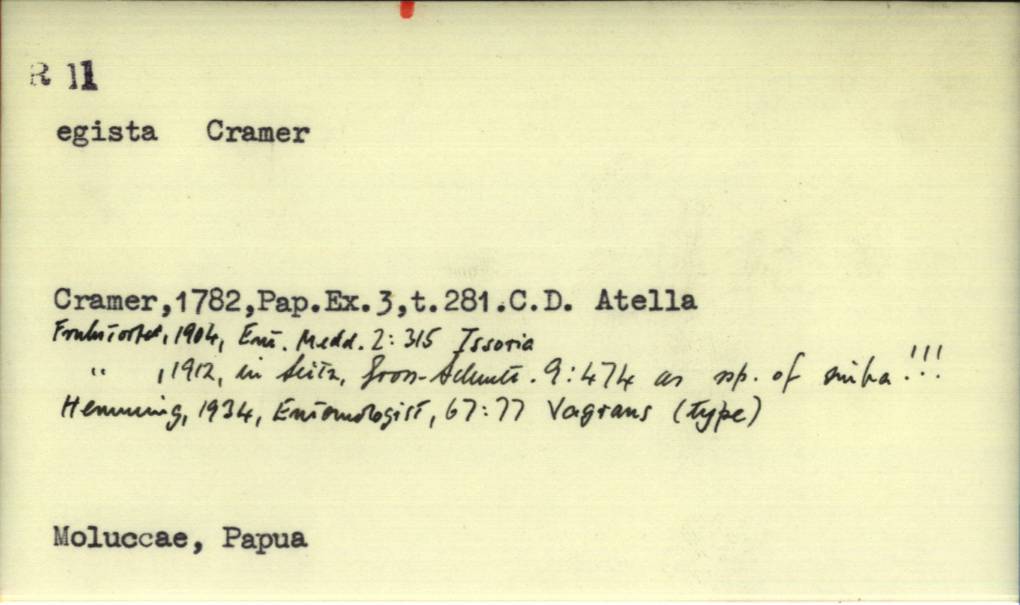 R 11
egista Cramer
Cramer,1782,Pap.Ex.3,t.281.C.D. Atella
Fruhstorfer, 1904, Ent. Medd. 2: 315 Issoria
" , 1912, in Seitz, Gross-Schmett. 9:474 as ssp. of sinha!!!
Hemming, 1934, Entomologist, 67:77 Vagrans (type)
Moluccae, Papua